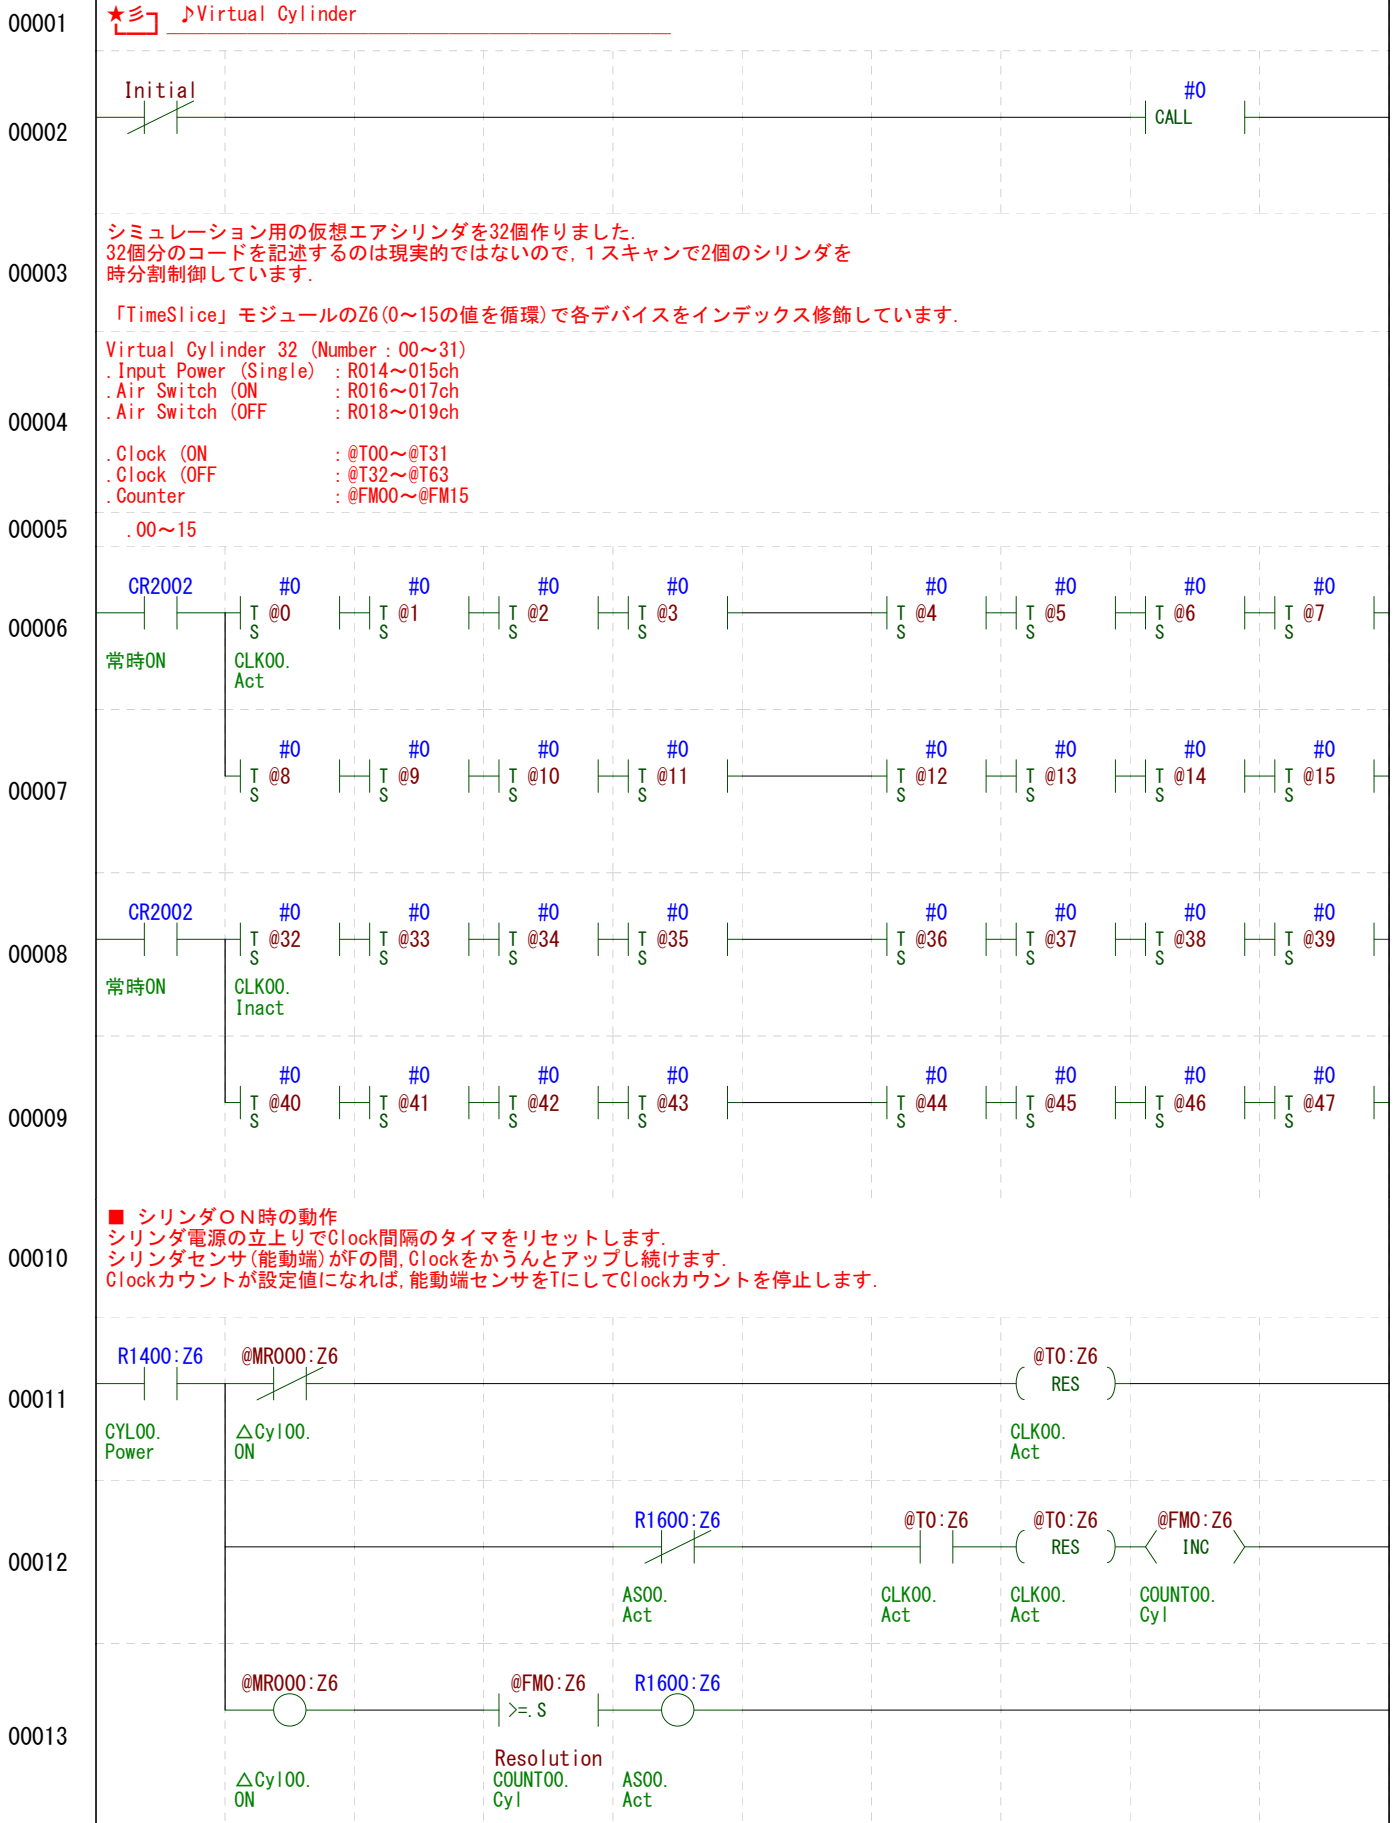 00001
★彡┐ ♪Virtual Cylinder
00002
Initial
#0
CALL
00003
シミュレーション用の仮想エアシリンダを32個作りました.
32個分のコードを記述するのは現実的ではないので,１スキャンで2個のシリンダを
時分割制御しています.
「TimeSlice」モジュールのZ6(0～15の値を循環)で各デバイスをインデックス修飾しています.
00004
Virtual Cylinder 32 (Number：00～31)
.Input Power (Single) ：R014～015ch
.Air Switch (ON ：R016～017ch
.Air Switch (OFF ：R018～019ch
.Clock (ON ：@T00～@T31
.Clock (OFF ：@T32～@T63
.Counter ：@FM00～@FM15
00005
.00～15
CR2002 #0 #0 #0 #0 #0 #0 #0 #0
00006
T @0 T @1 T @2 T @3 T @4 T @5 T @6 T @7
S S S S S S S S
常時ON CLK00.
Act
#0 #0 #0 #0 #0 #0 #0 #0
00007
T @8 T @9 T @10 T @11 T @12 T @13 T @14 T @15
S S S S S S S S
CR2002 #0 #0 #0 #0 #0 #0 #0 #0
00008
T @32 T @33 T @34 T @35 T @36 T @37 T @38 T @39
S S S S S S S S
常時ON CLK00.
Inact
#0 #0 #0 #0 #0 #0 #0 #0
00009
T @40 T @41 T @42 T @43 T @44 T @45 T @46 T @47
S S S S S S S S
00010
■ シリンダＯＮ時の動作
シリンダ電源の立上りでClock間隔のタイマをリセットします.
シリンダセンサ(能動端)がFの間,Clockをかうんとアップし続けます.
Clockカウントが設定値になれば,能動端センサをTにしてClockカウントを停止します.
R1400:Z6 @MR000:Z6 @T0:Z6
00011
RES
CYL00. △Cyl00. CLK00.
Power ON Act
R1600:Z6 @T0:Z6 @T0:Z6 @FM0:Z6
00012
RES INC
AS00. CLK00. CLK00. COUNT00.
Act Act Act Cyl
@MR000:Z6 @FM0:Z6 R1600:Z6
00013
>=.S
Resolution
△Cyl00. COUNT00. AS00.
ON Cyl Act